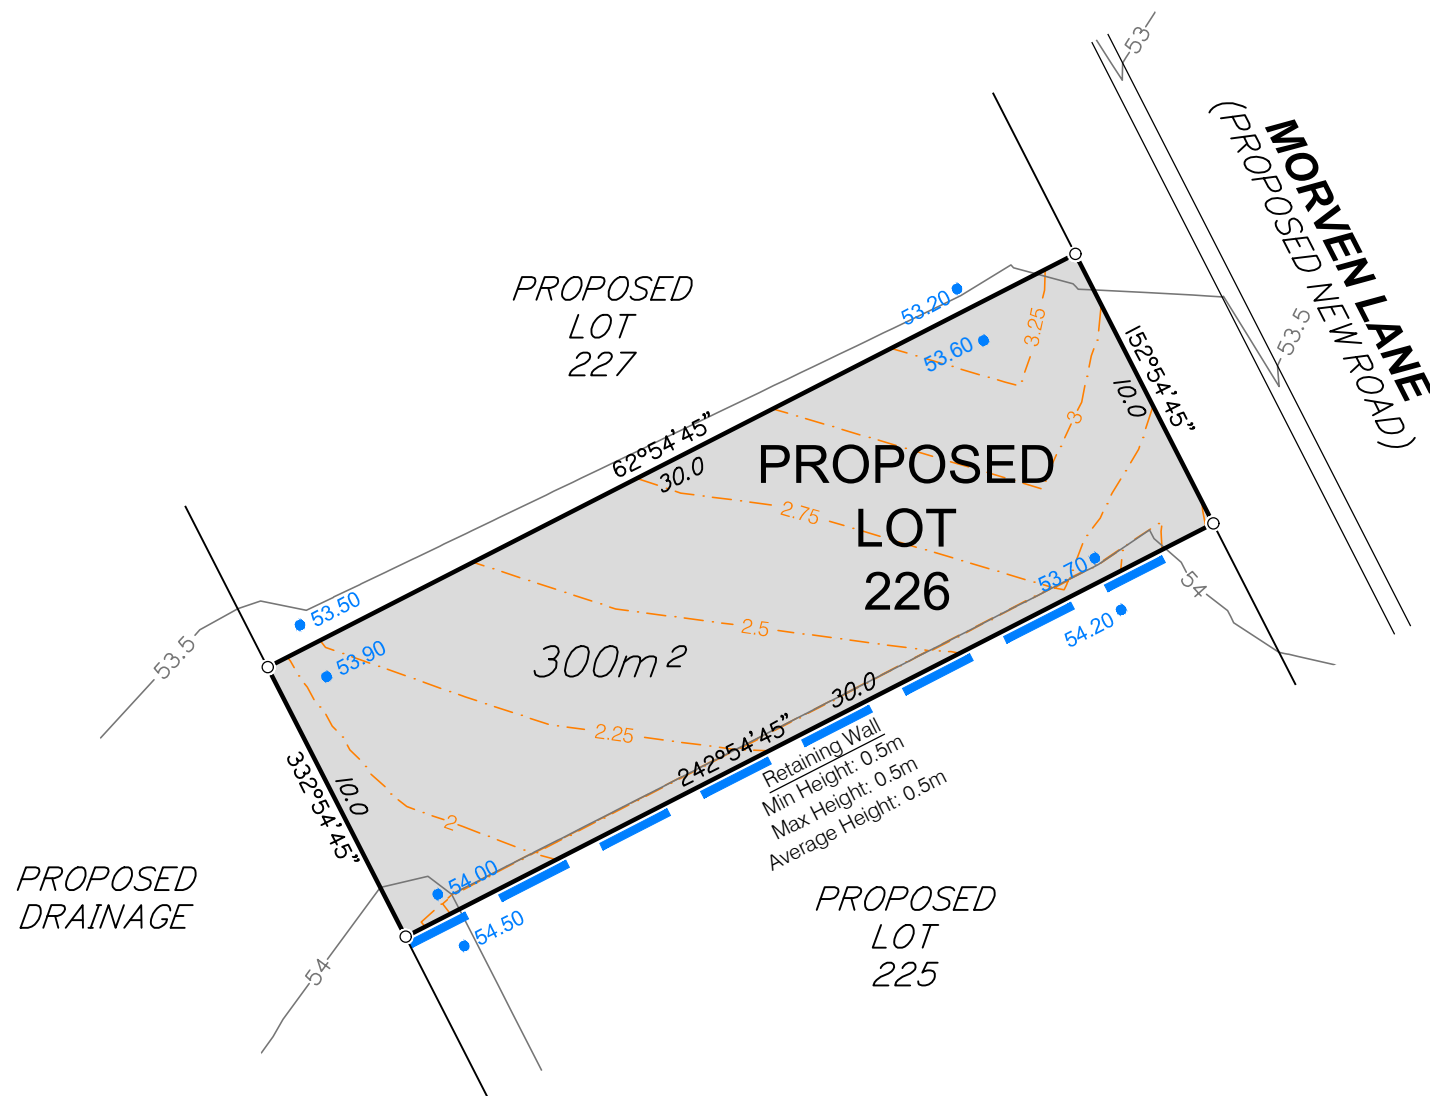 53
MORVEN LANE
(PROPOSED NEW ROAD)
53.5
PROPOSED
LOT
227
53.20
53.60
3.25
152°54'45"
10.0
3
62°54'45"
30.0
PROPOSED
LOT
226
2.75
53.70
54
54.20
53.50
53.90
53.5
2.5
300m²
2.25
30.0
242°54'45"
Retaining Wall
Min Height: 0.5m
Max Height: 0.5m
Average Height: 0.5m
332°54'45"
10.0
2
54.00
54.50
54
PROPOSED
DRAINAGE
PROPOSED
LOT
225